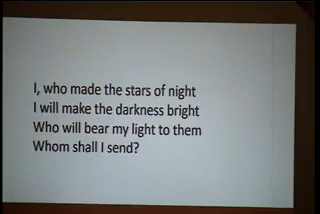 I, who made the stars of night
I will make the darkness bright
Who will bear my light to them
Whom shall I send?